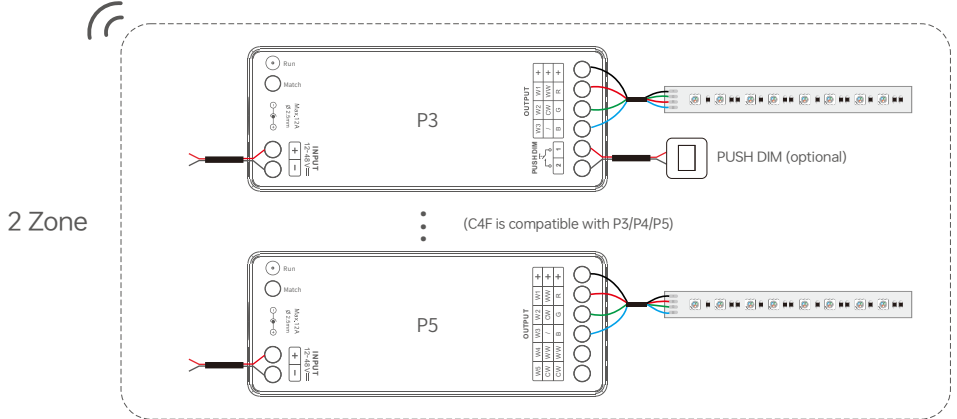 2 Zone
Run
Match
Max.12A
Ø 2.5mm
+
−
INPUT
12-48V
P3
OUTPUT
+ + +
W1 WW R
W2 CW G
W3 / B
PUSH DIM
1
2
PUSH DIM (optional)
(C4F is compatible with P3/P4/P5)
Run
Match
Max.12A
Ø 2.5mm
+
−
INPUT
12-48V
P5
OUTPUT
+ + +
W1 WW R
W2 CW G
W3 / B
W4 WW WW
W5 CW CW